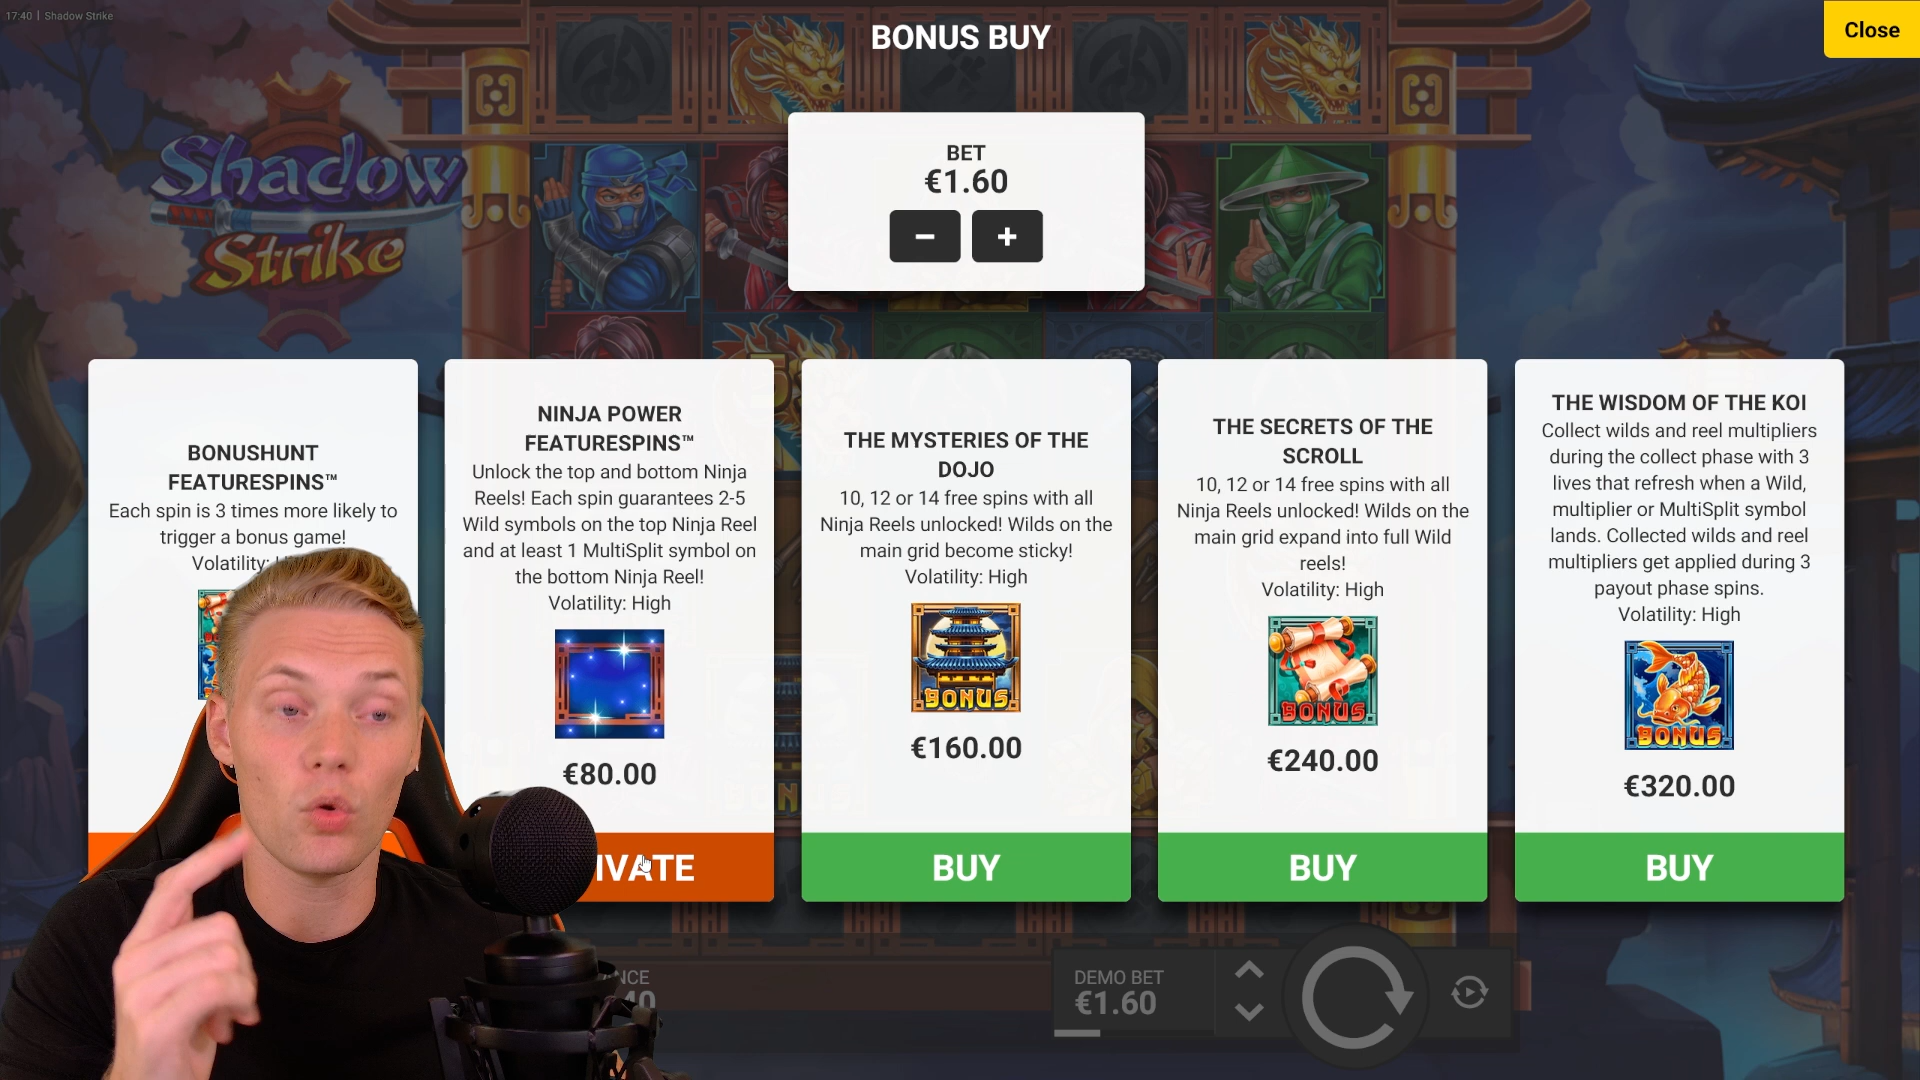 17:40 | Shadow Strike
BONUS BUY
Close
Shadow
Strike
BET
€1.60
−
+
BONUSHUNT
FEATURESPINS™
Each spin is 3 times more likely to
trigger a bonus game!
Volatility:
NINJA POWER
FEATURESPINS™
Unlock the top and bottom Ninja
Reels! Each spin guarantees 2-5
Wild symbols on the top Ninja Reel
and at least 1 MultiSplit symbol on
the bottom Ninja Reel!
Volatility: High
€80.00
IVATE
THE MYSTERIES OF THE
DOJO
10, 12 or 14 free spins with all
Ninja Reels unlocked! Wilds on the
main grid become sticky!
Volatility: High
BONUS
€160.00
BUY
THE SECRETS OF THE
SCROLL
10, 12 or 14 free spins with all
Ninja Reels unlocked! Wilds on the
main grid expand into full Wild
reels!
Volatility: High
BONUS
€240.00
BUY
THE WISDOM OF THE KOI
Collect wilds and reel multipliers
during the collect phase with 3
lives that refresh when a Wild,
multiplier or MultiSplit symbol
lands. Collected wilds and reel
multipliers get applied during 3
payout phase spins.
Volatility: High
BONUS
€320.00
BUY
NCE
40
DEMO BET
€1.60